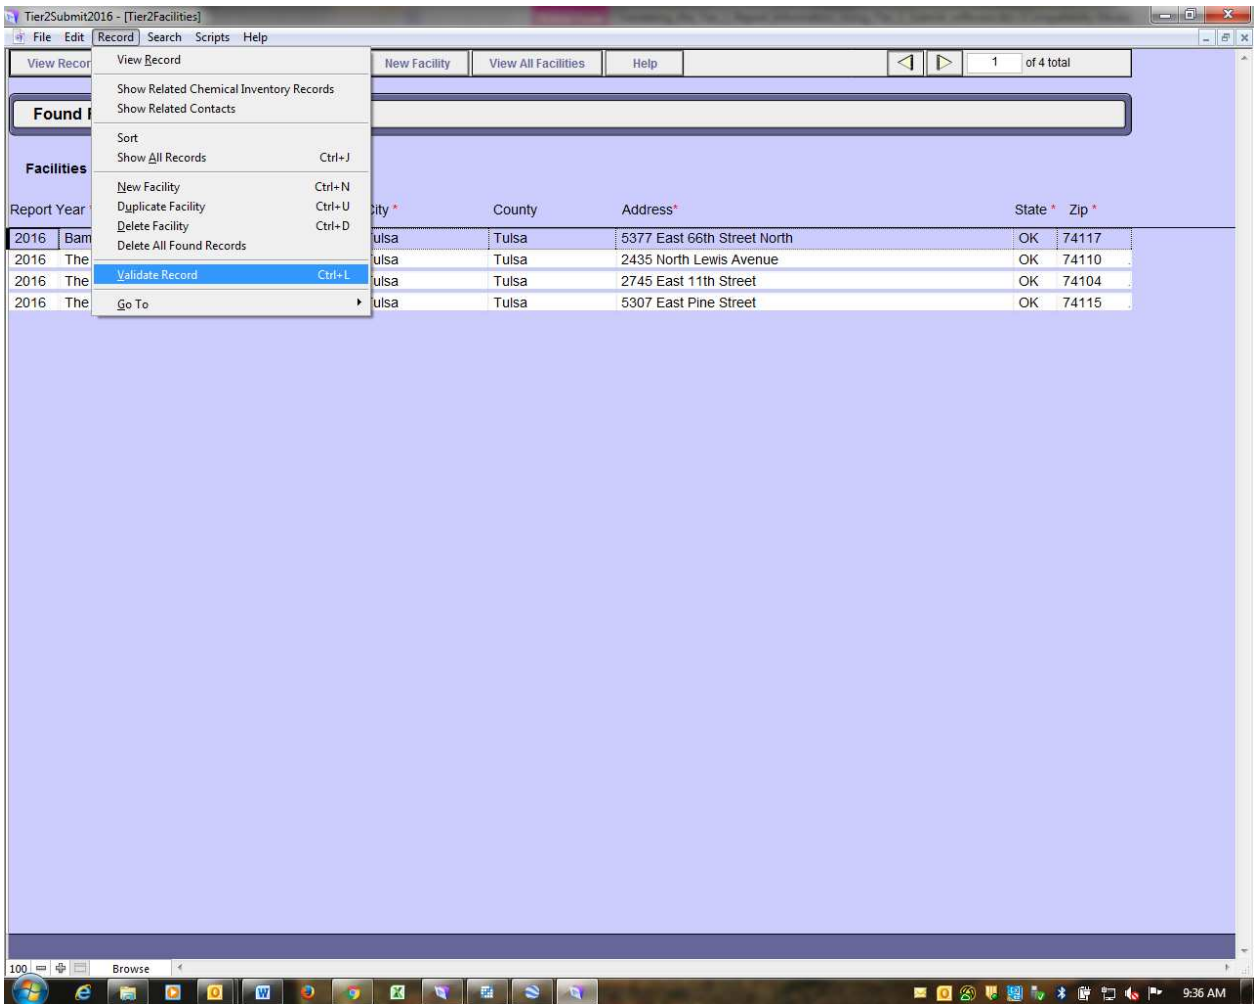 Tier2Submit2016 - [Tier2Facilities]
File Edit Record Search Scripts Help
View Recor New Facility View All Facilities Help 1 of 4 total
View Record
Show Related Chemical Inventory Records
Show Related Contacts
Sort
Show All Records Ctrl+J
New Facility Ctrl+N
Duplicate Facility Ctrl+U
Delete Facility Ctrl+D
Delete All Found Records
Validate Record Ctrl+L
Go To
Found
Facilities
Report Year City * County Address* State * Zip *
2016 Bam ulsa Tulsa 5377 East 66th Street North OK 74117
2016 The ulsa Tulsa 2435 North Lewis Avenue OK 74110
2016 The ulsa Tulsa 2745 East 11th Street OK 74104
2016 The ulsa Tulsa 5307 East Pine Street OK 74115
100 Browse
9:36 AM